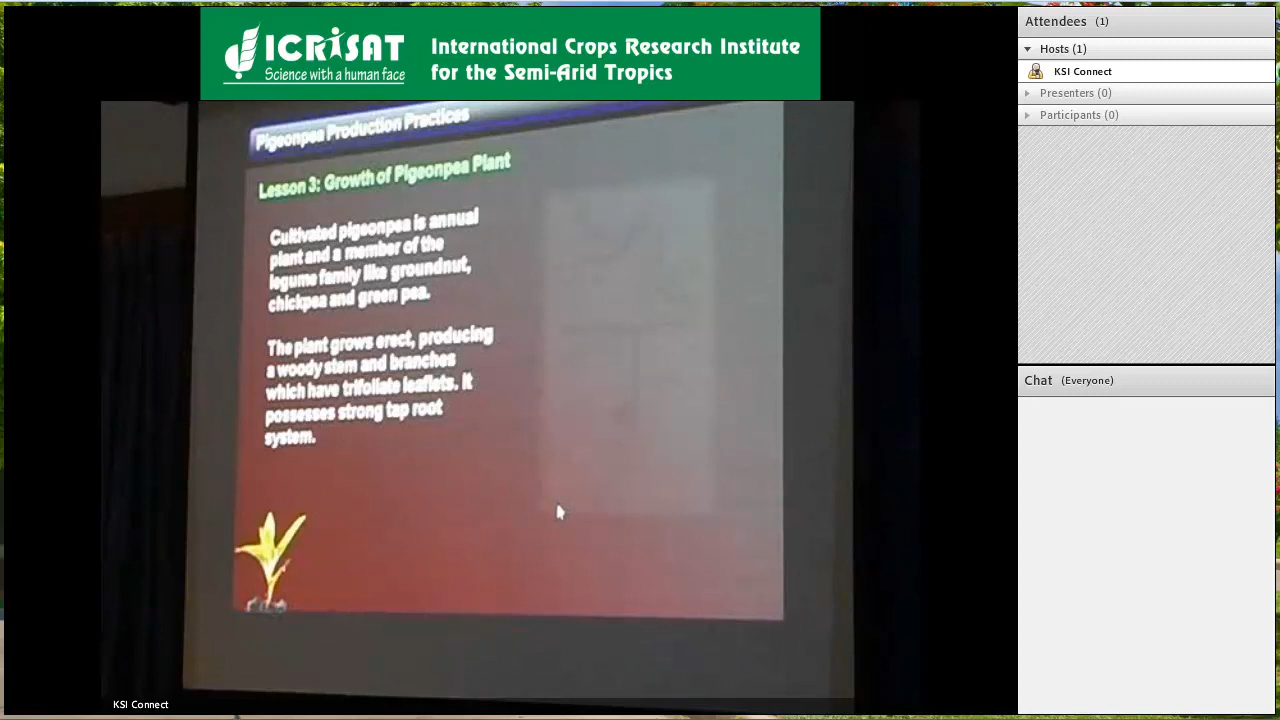 ICRISAT
Science with a human face
International Crops Research Institute
for the Semi-Arid Tropics
Pigeonpea Production Practices
Lesson 3: Growth of Pigeonpea Plant
Cultivated pigeonpea is annual
plant and a member of the
legume family like groundnut,
chickpea and green pea.
The plant grows erect, producing
a woody stem and branches
which have trifoliate leaflets. It
possesses strong tap root
system.
KSI Connect
Attendees (1)
Hosts (1)
KSI Connect
Presenters (0)
Participants (0)
Chat (Everyone)